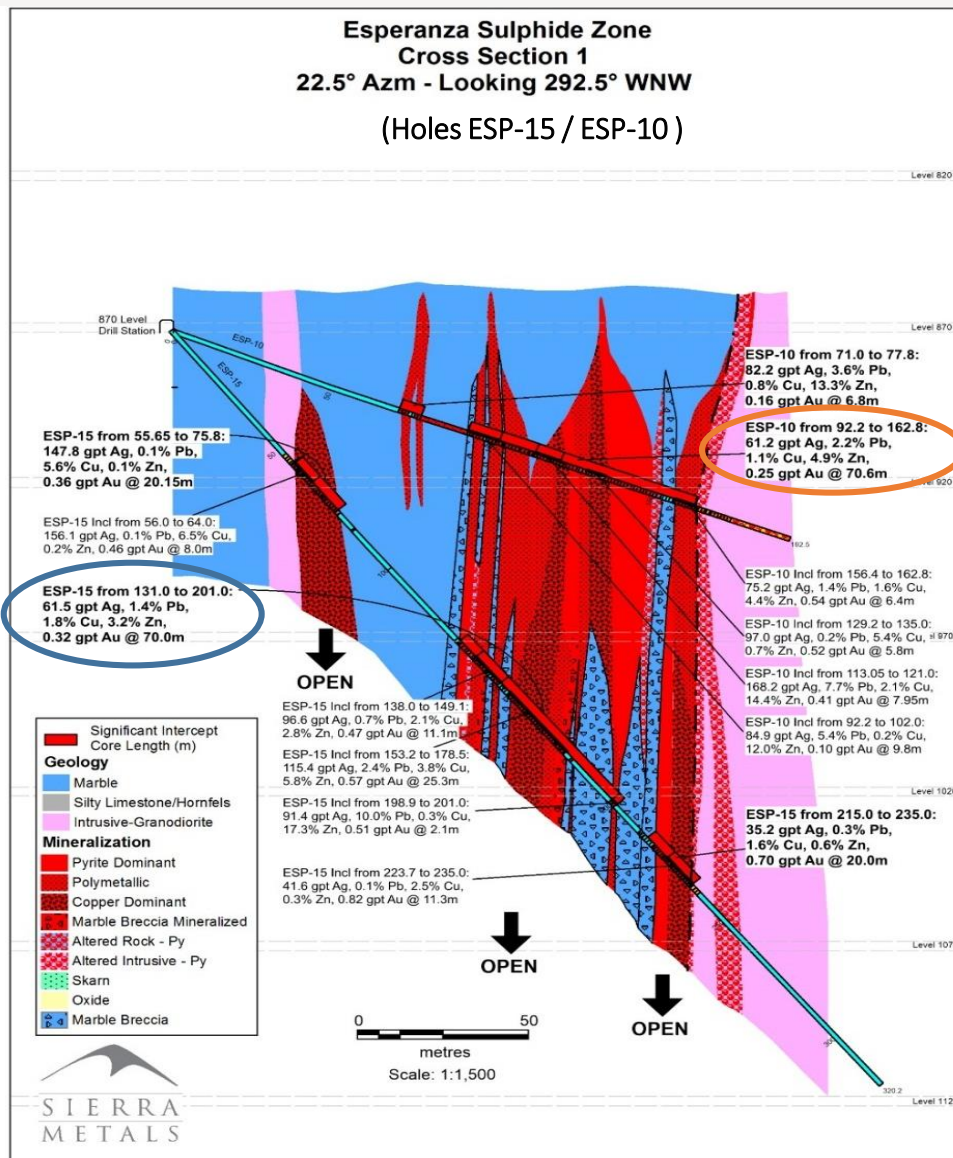 Esperanza Sulphide Zone
Cross Section 1
22.5° Azm - Looking 292.5° WNW
(Holes ESP-15 / ESP-10 )
Level 820
870 Level
Drill Station
0.0
Level 870
ESP-10
ESP-15
50
50
100
ESP-10 from 71.0 to 77.8:
82.2 gpt Ag, 3.6% Pb,
0.8% Cu, 13.3% Zn,
0.16 gpt Au @ 6.8m
ESP-10 from 92.2 to 162.8:
61.2 gpt Ag, 2.2% Pb,
1.1% Cu, 4.9% Zn,
0.25 gpt Au @ 70.6m
Level 920
ESP-15 from 55.65 to 75.8:
147.8 gpt Ag, 0.1% Pb,
5.6% Cu, 0.1% Zn,
0.36 gpt Au @ 20.15m
ESP-15 Incl from 56.0 to 64.0:
156.1 gpt Ag, 0.1% Pb, 6.5% Cu,
0.2% Zn, 0.46 gpt Au @ 8.0m
182.5
ESP-15 from 131.0 to 201.0:
61.5 gpt Ag, 1.4% Pb,
1.8% Cu, 3.2% Zn,
0.32 gpt Au @ 70.0m
ESP-10 Incl from 156.4 to 162.8:
75.2 gpt Ag, 1.4% Pb, 1.6% Cu,
4.4% Zn, 0.54 gpt Au @ 6.4m
ESP-10 Incl from 129.2 to 135.0:
97.0 gpt Ag, 0.2% Pb, 5.4% Cu,
0.7% Zn, 0.52 gpt Au @ 5.8m
el 970
ESP-10 Incl from 113.05 to 121.0:
168.2 gpt Ag, 7.7% Pb, 2.1% Cu,
14.4% Zn, 0.41 gpt Au @ 7.95m
ESP-10 Incl from 92.2 to 102.0:
84.9 gpt Ag, 5.4% Pb, 0.2% Cu,
12.0% Zn, 0.10 gpt Au @ 9.8m
OPEN
ESP-15 Incl from 138.0 to 149.1:
96.6 gpt Ag, 0.7% Pb, 2.1% Cu,
2.8% Zn, 0.47 gpt Au @ 11.1m
ESP-15 Incl from 153.2 to 178.5:
115.4 gpt Ag, 2.4% Pb, 3.8% Cu,
5.8% Zn, 0.57 gpt Au @ 25.3m
ESP-15 Incl from 198.9 to 201.0:
91.4 gpt Ag, 10.0% Pb, 0.3% Cu,
17.3% Zn, 0.51 gpt Au @ 2.1m
Level 1020
ESP-15 from 215.0 to 235.0:
35.2 gpt Ag, 0.3% Pb,
1.6% Cu, 0.6% Zn,
0.70 gpt Au @ 20.0m
ESP-15 Incl from 223.7 to 235.0:
41.6 gpt Ag, 0.1% Pb, 2.5% Cu,
0.3% Zn, 0.82 gpt Au @ 11.3m
Level 107
OPEN
OPEN
300
320.2
Level 112
Significant Intercept
Core Length (m)
Geology
Marble
Silty Limestone/Hornfels
Intrusive-Granodiorite
Mineralization
Pyrite Dominant
Polymetallic
Copper Dominant
Marble Breccia Mineralized
Altered Rock - Py
Altered Intrusive - Py
Skarn
Oxide
Marble Breccia
0 50
metres
Scale: 1:1,500
SIERRA
METALS